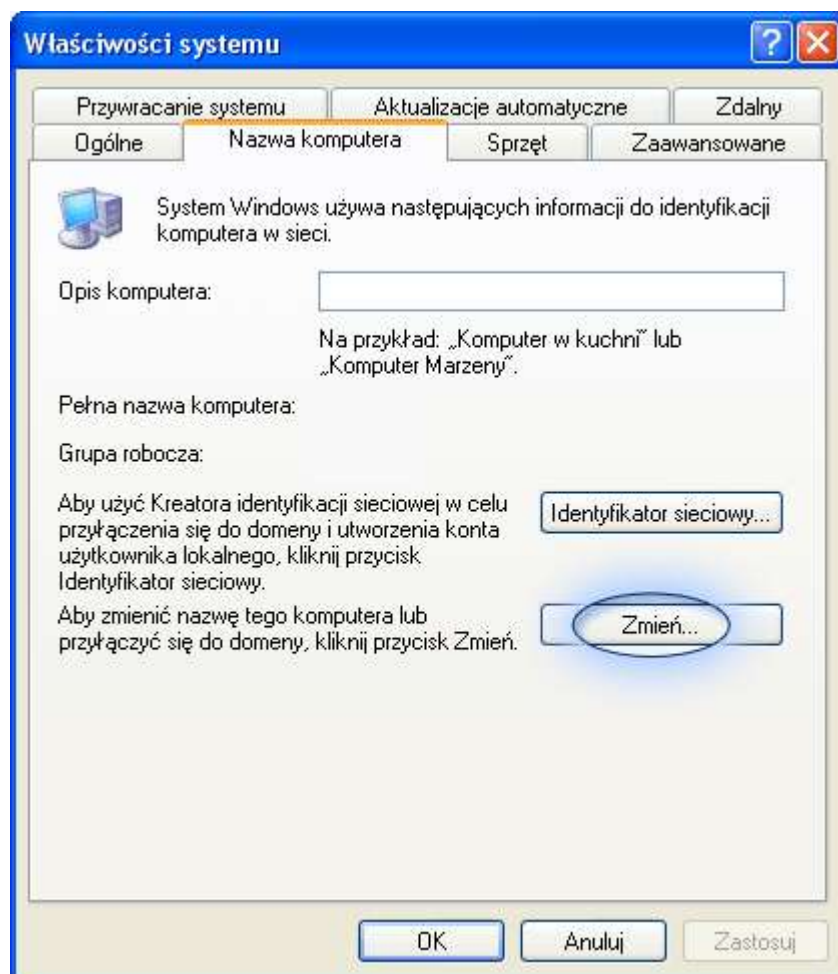 Właściwości systemu
Przywracanie systemu
Aktualizacje automatyczne
Zdalny
Ogólne
Nazwa komputera
Sprzęt
Zaawansowane
System Windows używa następujących informacji do identyfikacji
komputera w sieci.
Opis komputera:
Na przykład: „Komputer w kuchni” lub
„Komputer Marzeny”.
Pełna nazwa komputera:
Grupa robocza:
Aby użyć Kreatora identyfikacji sieciowej w celu
przyłączenia się do domeny i utworzenia konta
użytkownika lokalnego, kliknij przycisk
Identyfikator sieciowy.
Identyfikator sieciowy...
Aby zmienić nazwę tego komputera lub
przyłączyć się do domeny, kliknij przycisk Zmień.
Zmień...
OK
Anuluj
Zastosuj